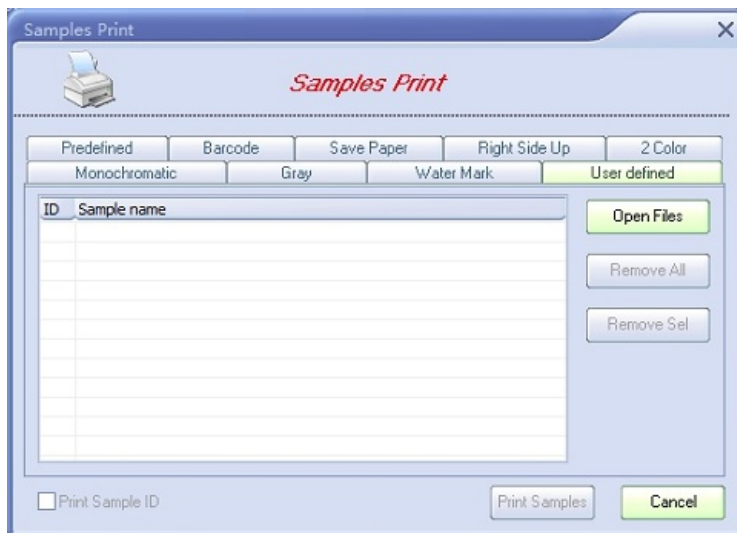 Samples Print
Samples Print
Predefined Barcode Save Paper Right Side Up 2 Color
Monochromatic Gray Water Mark User defined
ID Sample name
Open Files
Remove All
Remove Sel
Print Sample ID Print Samples Cancel